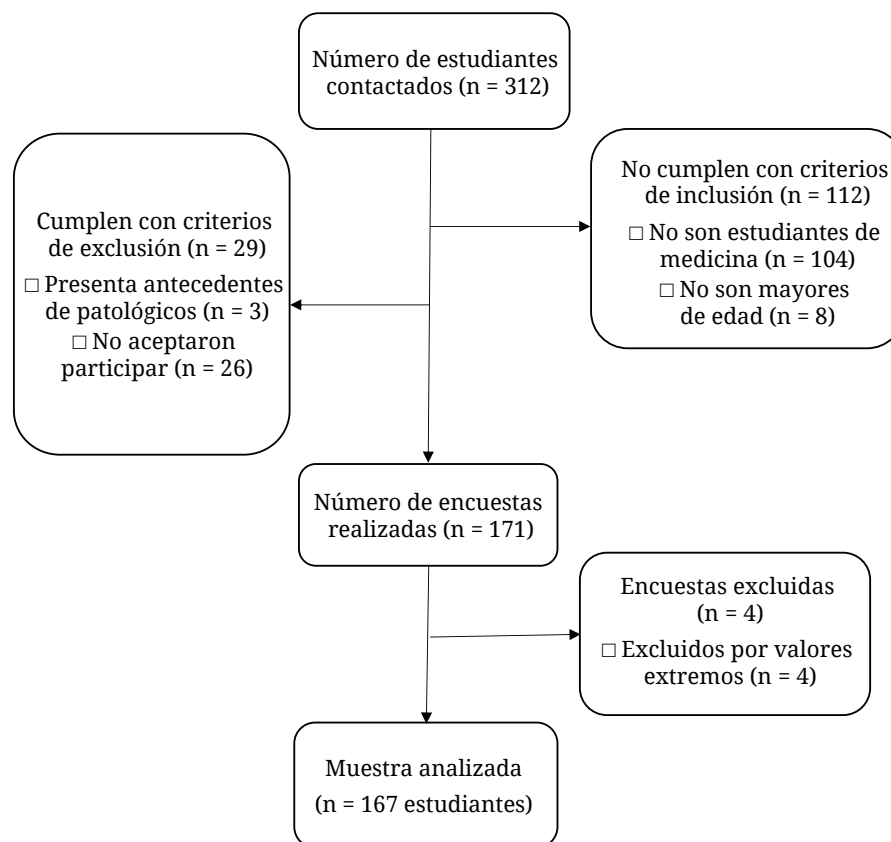 Número de estudiantes
contactados (n = 312)
No cumplen con criterios
de inclusión (n = 112)
□ No son estudiantes de
medicina (n = 104)
□ No son mayores
de edad (n = 8)
Cumplen con criterios
de exclusión (n = 29)
□ Presenta antecedentes
de patológicos (n = 3)
□ No aceptaron
participar (n = 26)
Número de encuestas
realizadas (n = 171)
Encuestas excluidas
(n = 4)
□ Excluidos por valores
extremos (n = 4)
Muestra analizada
(n = 167 estudiantes)